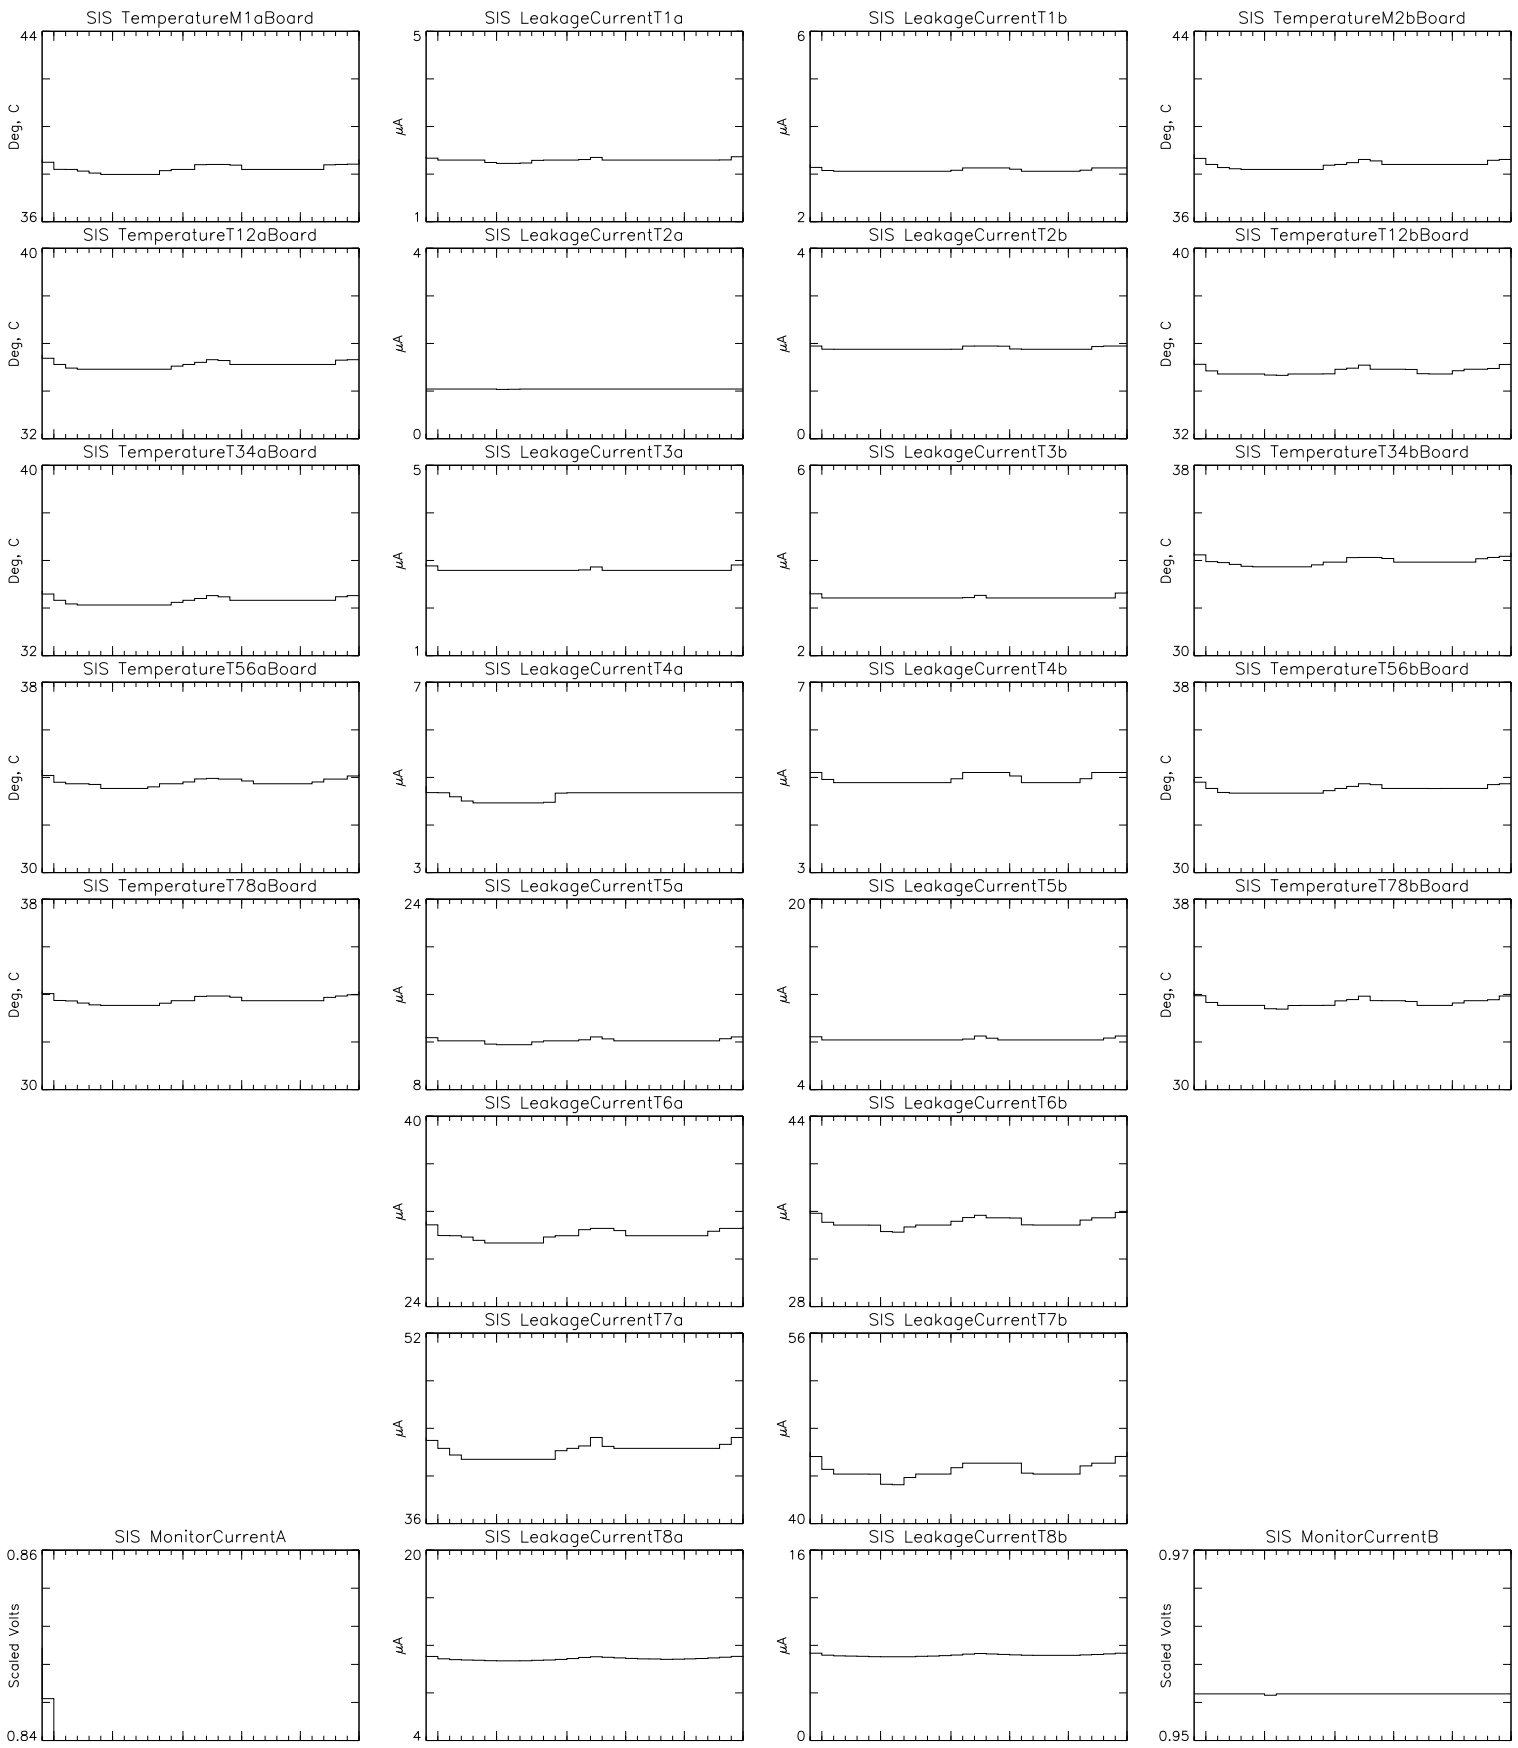 SIS TemperatureM1aBoard
44
Deg, C
36
SIS LeakageCurrentT1a
5
μA
1
SIS LeakageCurrentT1b
6
μA
2
SIS TemperatureM2bBoard
44
Deg, C
36
SIS TemperatureT12aBoard
40
Deg, C
32
SIS LeakageCurrentT2a
4
μA
0
SIS LeakageCurrentT2b
4
μA
0
SIS TemperatureT12bBoard
40
Deg, C
32
SIS TemperatureT34aBoard
40
Deg, C
32
SIS LeakageCurrentT3a
5
μA
1
SIS LeakageCurrentT3b
6
μA
2
SIS TemperatureT34bBoard
38
Deg, C
30
SIS TemperatureT56aBoard
38
Deg, C
30
SIS LeakageCurrentT4a
7
μA
3
SIS LeakageCurrentT4b
7
μA
3
SIS TemperatureT56bBoard
38
Deg, C
30
SIS TemperatureT78aBoard
38
Deg, C
30
SIS LeakageCurrentT5a
24
μA
8
SIS LeakageCurrentT5b
20
μA
4
SIS TemperatureT78bBoard
38
Deg, C
30
SIS LeakageCurrentT6a
40
μA
24
SIS LeakageCurrentT6b
44
μA
28
SIS LeakageCurrentT7a
52
μA
36
SIS LeakageCurrentT7b
56
μA
40
SIS MonitorCurrentA
0.86
Scaled Volts
0.84
SIS LeakageCurrentT8a
20
μA
4
SIS LeakageCurrentT8b
16
μA
0
SIS MonitorCurrentB
0.97
Scaled Volts
0.95